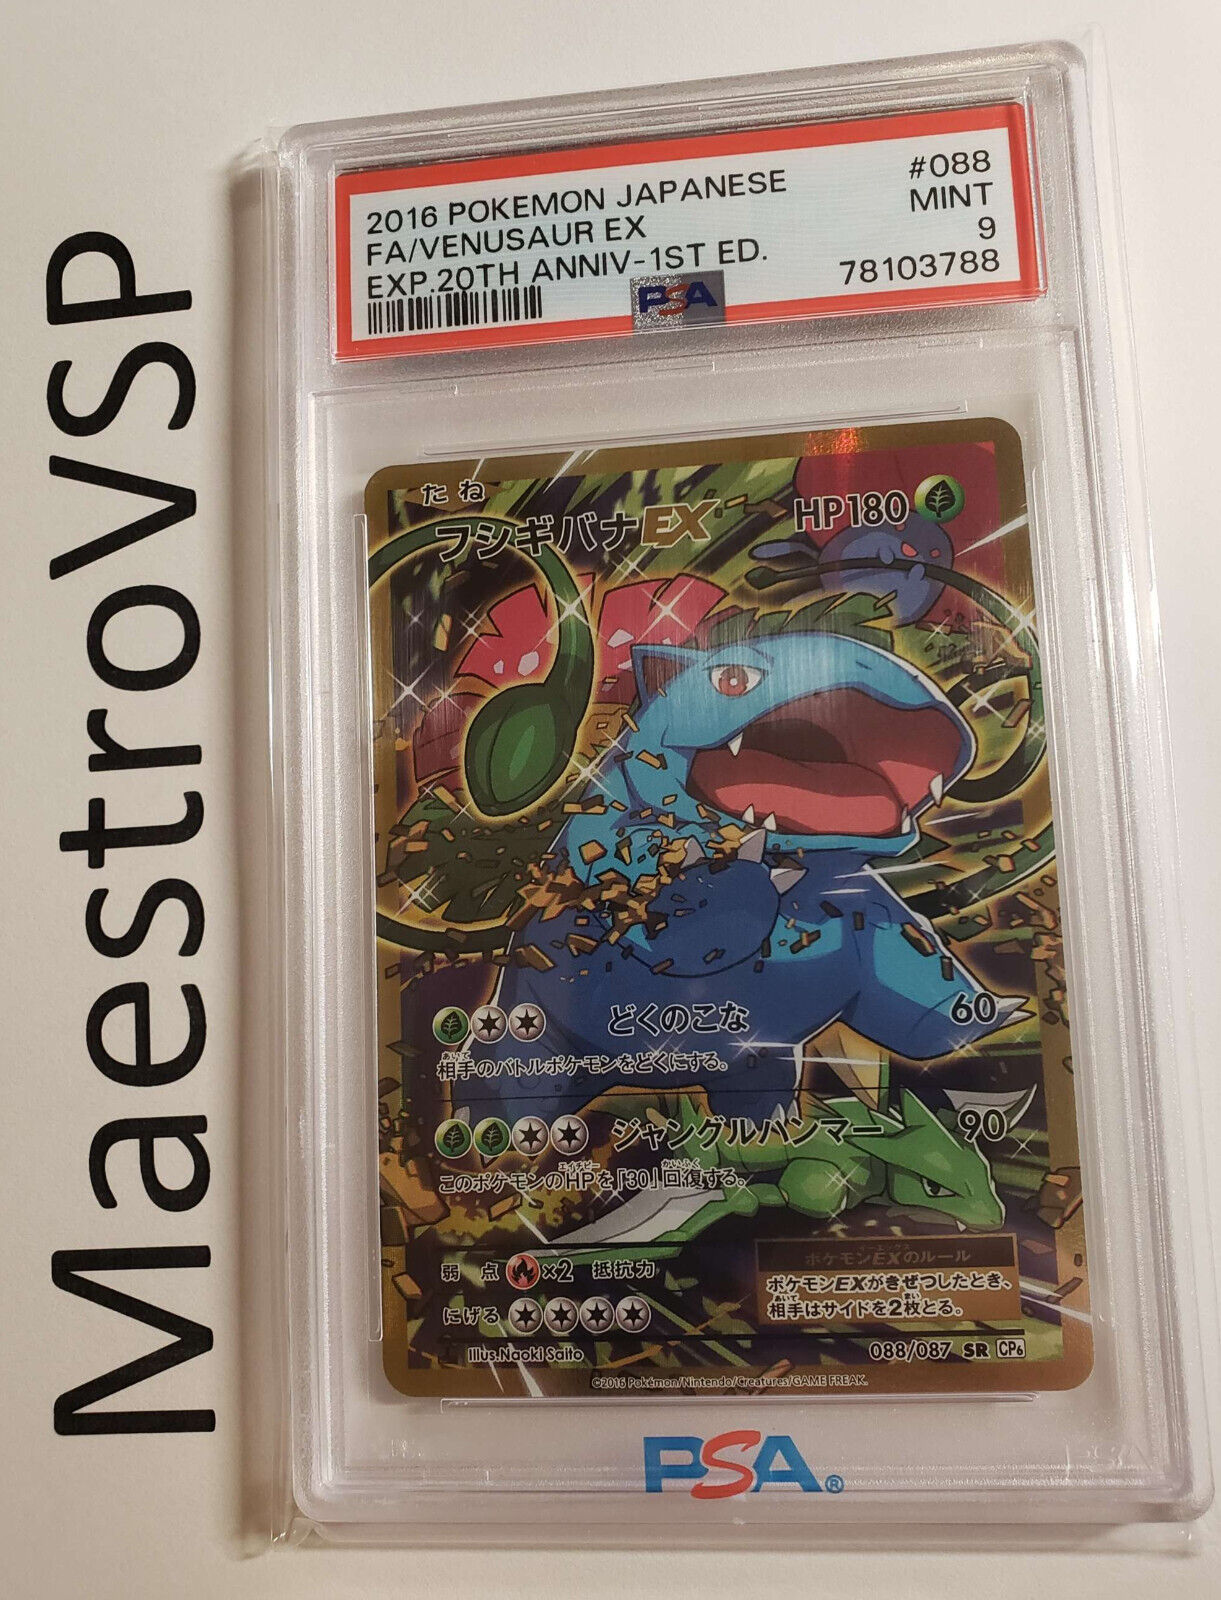 MaestroVSP
2016 POKEMON JAPANESE #088
FA/VENUSAUR EX MINT
EXP.20TH ANNIV-1ST ED. 9
78103788
PSA
たね
フシギバナEX HP180
どくのこな 60
相手のバトルポケモンをどくにする。
ジャングルハンマー 90
このポケモンのHPを「30」回復する。
ポケモンEXのルール
弱点 ×2 抵抗力
ポケモンEXがきぜつしたとき、
相手はサイドを2枚とる。
にげる
Illus.Naoki Saito 088/087 SR CP6
©2016 Pokémon/Nintendo/Creatures/GAME FREAK.
PSA®